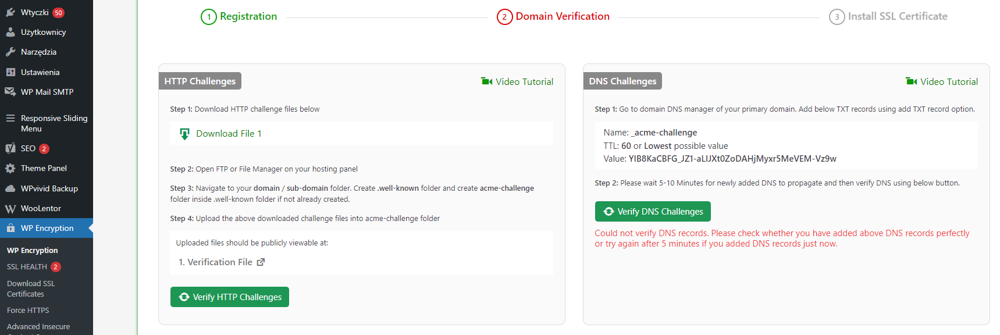 Wtyczki 50
Użytkownicy
Narzędzia
Ustawienia
WP Mail SMTP
Responsive Sliding
Menu
SEO 2
Theme Panel
WPvivid Backup
WooLentor
WP Encryption
WP Encryption
SSL HEALTH 2
Download SSL
Certificates
Force HTTPS
Advanced Insecure
1 Registration
2 Domain Verification
3 Install SSL Certificate
HTTP Challenges
Video Tutorial
Step 1: Download HTTP challenge files below
Download File 1
Step 2: Open FTP or File Manager on your hosting panel
Step 3: Navigate to your domain / sub-domain folder. Create .well-known folder and create acme-challenge
folder inside .well-known folder if not already created.
Step 4: Upload the above downloaded challenge files into acme-challenge folder
Uploaded files should be publicly viewable at:
1. Verification File
Verify HTTP Challenges
DNS Challenges
Video Tutorial
Step 1: Go to domain DNS manager of your primary domain. Add below TXT records using add TXT record option.
Name: _acme-challenge
TTL: 60 or Lowest possible value
Value: YIB8KaCBFG_JZ1-aLIJXt0ZoDAHjMyxr5MeVEM-Vz9w
Step 2: Please wait 5-10 Minutes for newly added DNS to propagate and then verify DNS using below button.
Verify DNS Challenges
Could not verify DNS records. Please check whether you have added above DNS records perfectly
or try again after 5 minutes if you added DNS records just now.